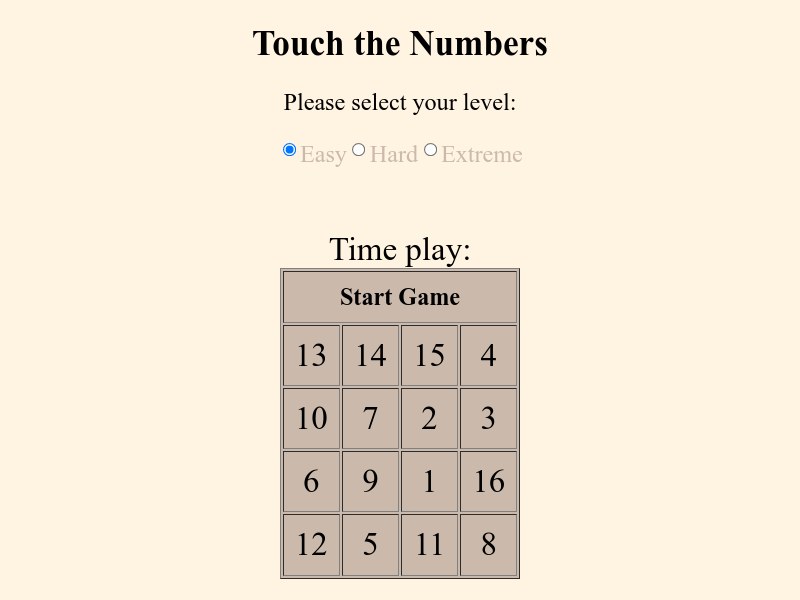 Touch the Numbers
Please select your level:
Easy Hard Extreme
Time play:
Start Game
13 14 15 4
10 7 2 3
6 9 1 16
12 5 11 8